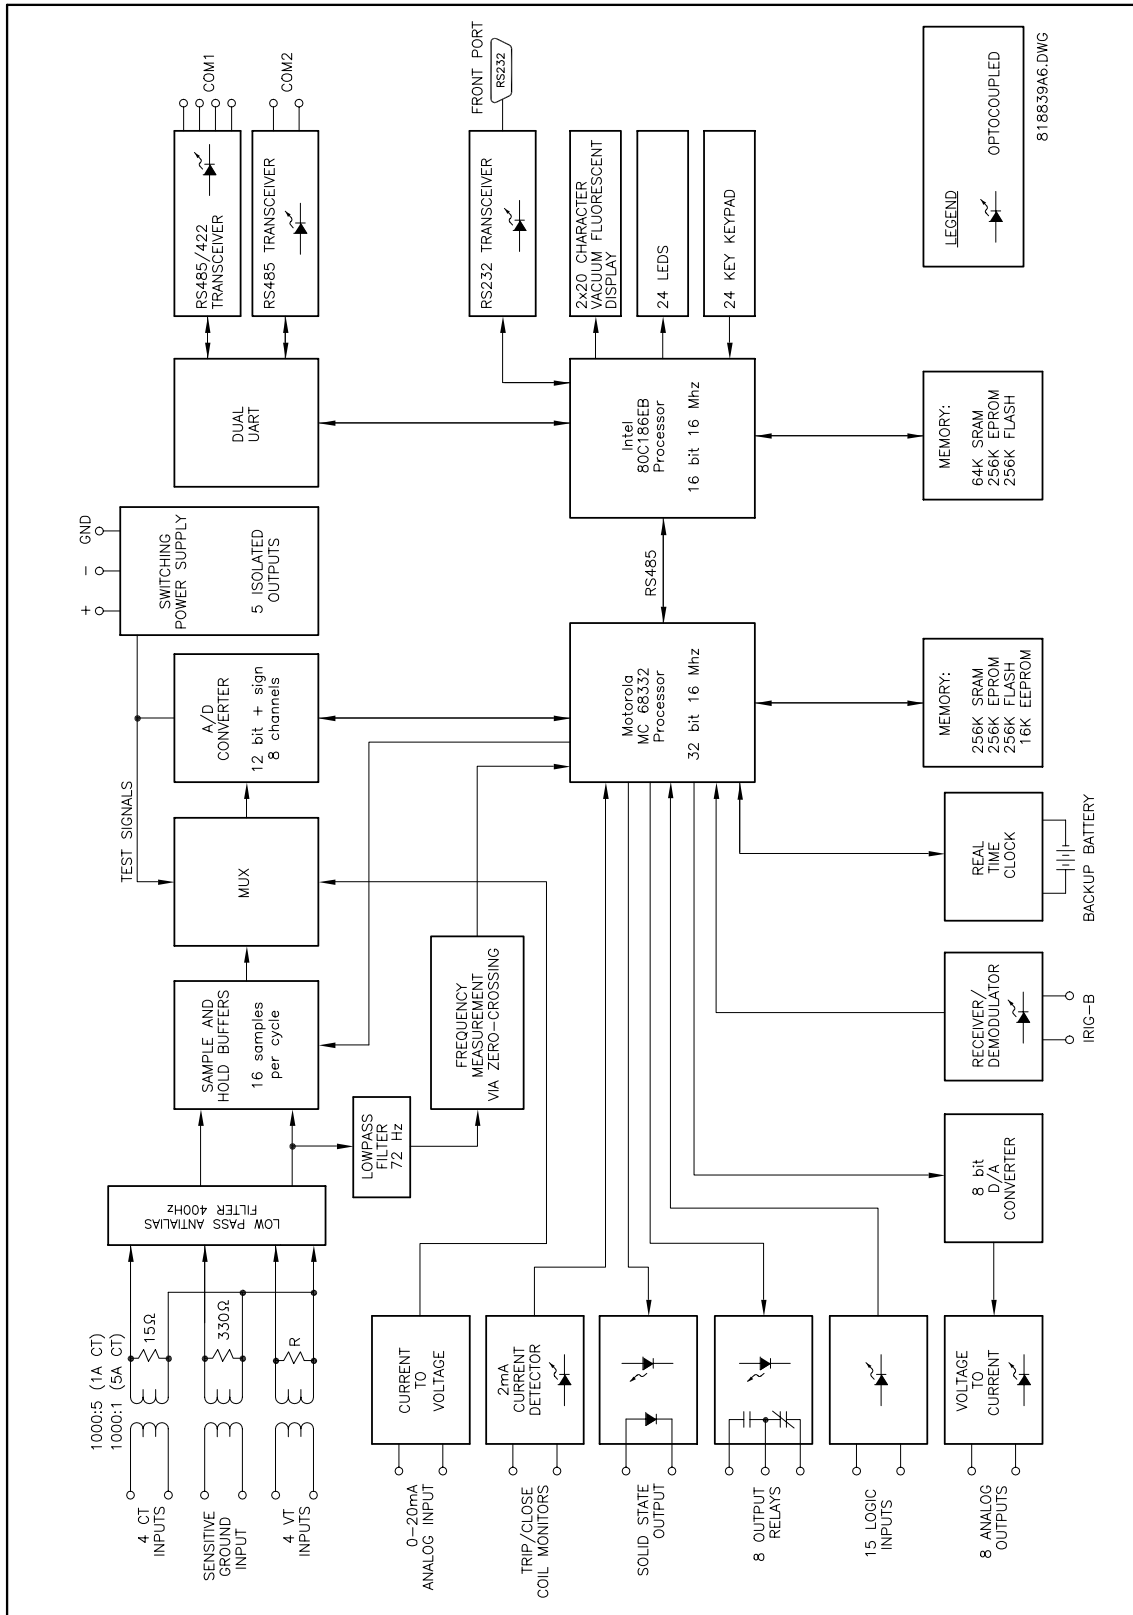 4 CT
INPUTS
1000:5 (1A CT)
1000:1 (5A CT)
15Ω
SENSITIVE
GROUND
INPUT
330Ω
4 VT
INPUTS
R
LOW PASS ANTIALIAS
FILTER 400Hz
SAMPLE AND
HOLD BUFFERS
16 samples
per cycle
MUX
TEST SIGNALS
A/D
CONVERTER
12 bit + sign
8 channels
+
−
GND
SWITCHING
POWER SUPPLY
5 ISOLATED
OUTPUTS
DUAL
UART
RS485/422
TRANSCEIVER
COM1
RS485 TRANSCEIVER
COM2
LOWPASS
FILTER
72 Hz
FREQUENCY
MEASUREMENT
VIA ZERO-CROSSING
0-20mA
ANALOG INPUT
CURRENT
TO
VOLTAGE
TRIP/CLOSE
COIL MONITORS
2mA
CURRENT
DETECTOR
SOLID STATE
OUTPUT
8 OUTPUT
RELAYS
15 LOGIC
INPUTS
8 ANALOG
OUTPUTS
VOLTAGE
TO
CURRENT
8 bit
D/A
CONVERTER
RECEIVER/
DEMODULATOR
IRIG-B
REAL
TIME
CLOCK
BACKUP BATTERY
Motorola
MC 68332
Processor
32 bit 16 Mhz
MEMORY:
256K SRAM
256K EPROM
256K FLASH
16K EEPROM
RS485
Intel
80C186EB
Processor
16 bit 16 Mhz
MEMORY:
64K SRAM
256K EPROM
256K FLASH
RS232 TRANSCEIVER
FRONT PORT
RS232
2x20 CHARACTER
VACUUM FLUORESCENT
DISPLAY
24 LEDS
24 KEY KEYPAD
LEGEND
OPTOCOUPLED
818839A6.DWG